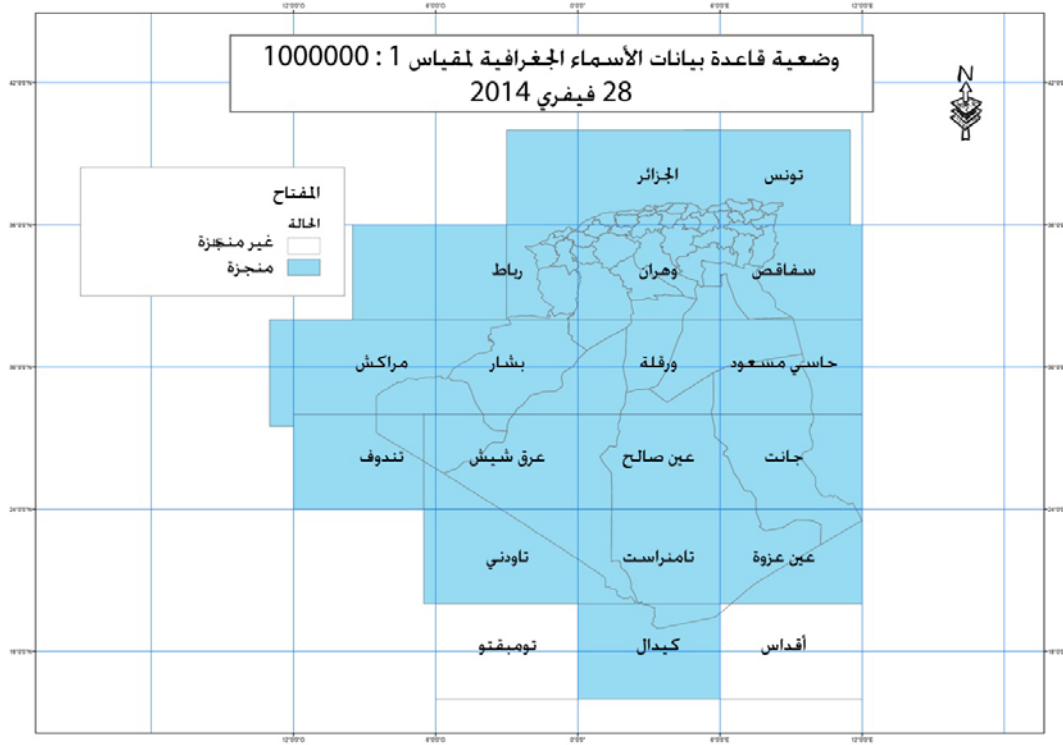 وضعية قاعدة بيانات الأسماء الجغرافية لمقياس 1 : 1000000
28 فيفري 2014
N
المفتاح
الحالة
غير منجزة
منجزة
الجزائر
تونس
رباط
وهران
سفاقص
مراكش
بشار
ورقلة
حاسي مسعود
تندوف
عرق شيش
عين صالح
جانت
تاودني
تامنراست
عين عزوة
تومبقتو
كيدال
أقداس